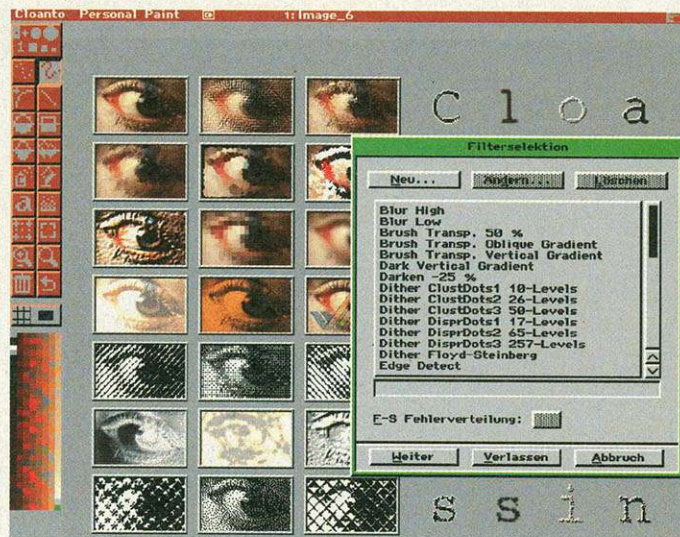 Cloanto Personal Paint 1:Image_6
C l o a
Filterselektion
Neu... Ändern... Löschen
Blur High
Blur Low
Brush Transp. 50 %
Brush Transp. Oblique Gradient
Brush Transp. Vertical Gradient
Dark Vertical Gradient
Darken -25 %
Dither ClustDots1 10-Levels
Dither ClustDots2 26-Levels
Dither ClustDots3 50-Levels
Dither DisprDots1 17-Levels
Dither DisprDots2 65-Levels
Dither DisprDots3 257-Levels
Dither Floyd-Steinberg
Edge Detect
F-S Fehlerverteilung:
Weiter Verlassen Abbruch
s s i n